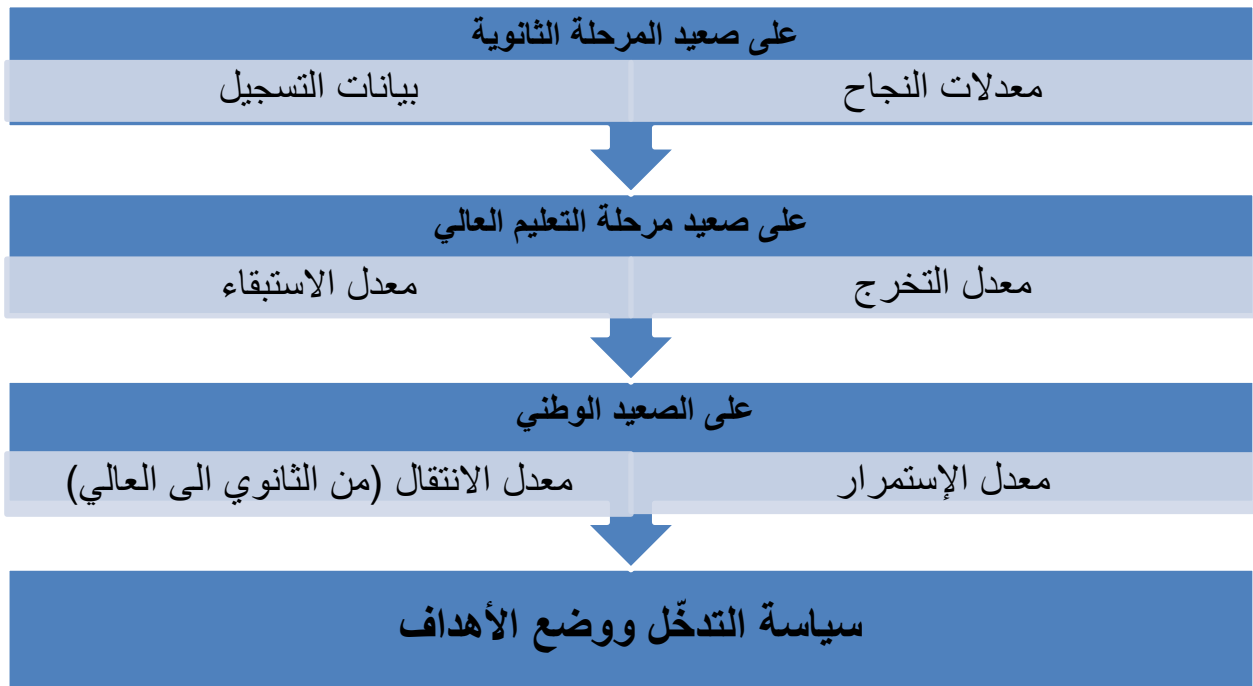 على صعيد المرحلة الثانوية
معدلات النجاح
بيانات التسجيل
على صعيد مرحلة التعليم العالي
معدل التخرج
معدل الاستبقاء
على الصعيد الوطني
معدل الإستمرار
معدل الانتقال (من الثانوي الى العالي)
سياسة التدخّل ووضع الأهداف